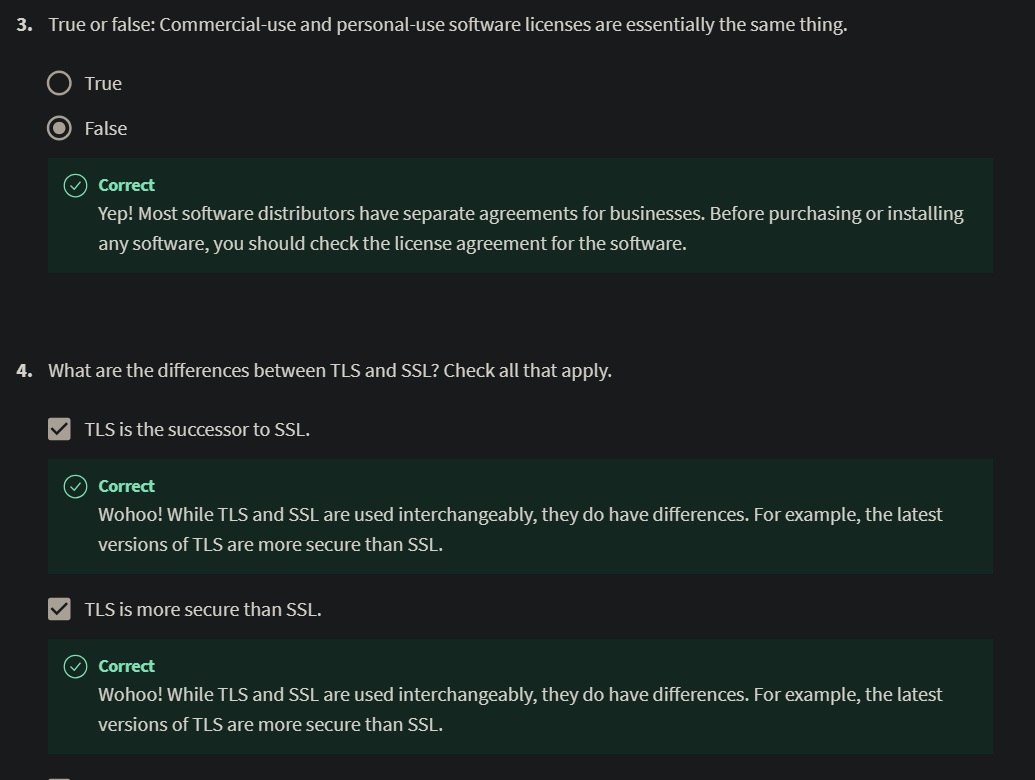 3. True or false: Commercial-use and personal-use software licenses are essentially the same thing.
True
False
Correct
Yep! Most software distributors have separate agreements for businesses. Before purchasing or installing
any software, you should check the license agreement for the software.
4. What are the differences between TLS and SSL? Check all that apply.
TLS is the successor to SSL.
Correct
Wohoo! While TLS and SSL are used interchangeably, they do have differences. For example, the latest
versions of TLS are more secure than SSL.
TLS is more secure than SSL.
Correct
Wohoo! While TLS and SSL are used interchangeably, they do have differences. For example, the latest
versions of TLS are more secure than SSL.